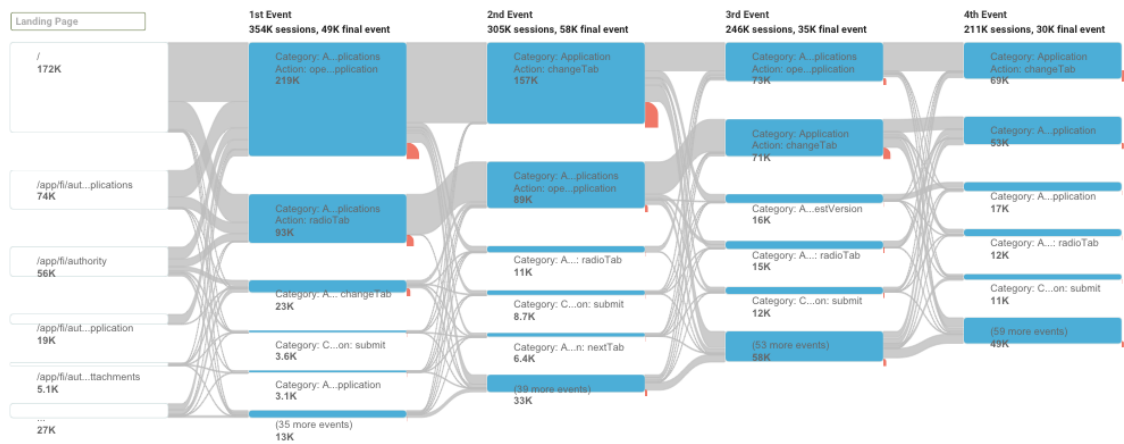 Landing Page
/
172K
/app/fi/aut...plications
74K
/app/fi/authority
56K
/app/fi/aut...pplication
19K
/app/fi/aut...ttachments
5.1K
...
27K
1st Event
354K sessions, 49K final event
Category: A...plications
Action: ope...pplication
219K
Category: A...plications
Action: radioTab
93K
Category: A... changeTab
23K
Category: C...on: submit
3.6K
Category: A...pplication
3.1K
(35 more events)
13K
2nd Event
305K sessions, 58K final event
Category: Application
Action: changeTab
157K
Category: A...plications
Action: ope...pplication
89K
Category: A...: radioTab
11K
Category: C...on: submit
8.7K
Category: A...n: nextTab
6.4K
(39 more events)
33K
3rd Event
246K sessions, 35K final event
Category: A...plications
Action: ope...pplication
73K
Category: Application
Action: changeTab
71K
Category: A...estVersion
16K
Category: A...: radioTab
15K
Category: C...on: submit
12K
(53 more events)
58K
4th Event
211K sessions, 30K final event
Category: Application
Action: changeTab
69K
Category: A...pplication
53K
Category: A...pplication
17K
Category: A...: radioTab
12K
Category: C...on: submit
11K
(59 more events)
49K